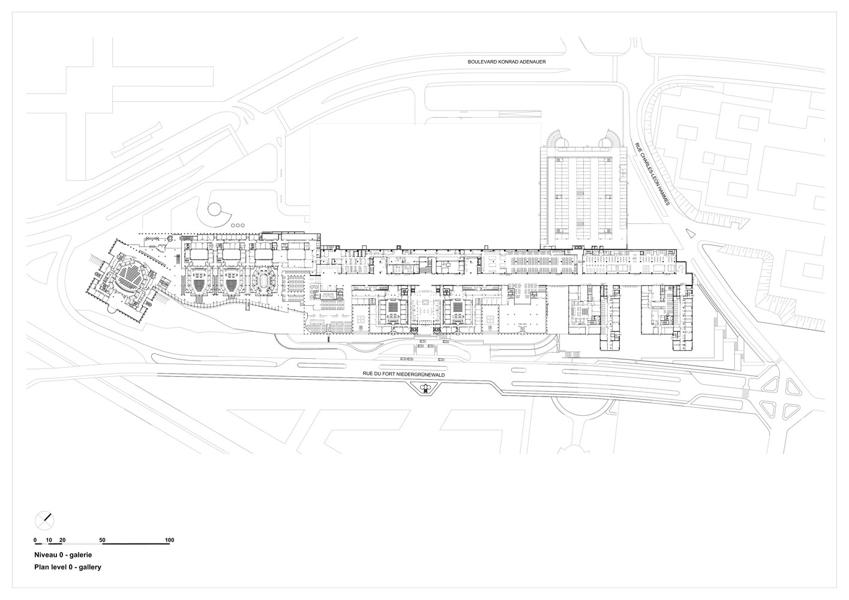 BOULEVARD KONRAD ADENAUER
RUE CHARLES-LEON HAMMES
RUE DU FORT NIEDERGRÜNEWALD
0 10 20 50 100
Niveau 0 - galerie
Plan level 0 - gallery